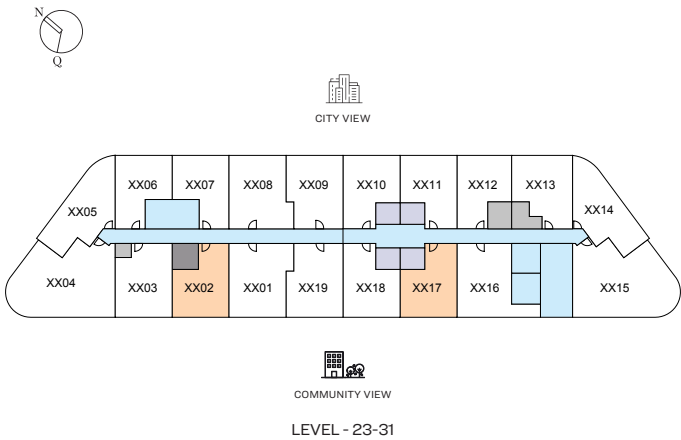 N
Q
CITY VIEW
XX06 XX07 XX08 XX09 XX10 XX11 XX12 XX13
XX05 XX14
XX04 XX03 XX02 XX01 XX19 XX18 XX17 XX16 XX15
COMMUNITY VIEW
LEVEL - 23-31